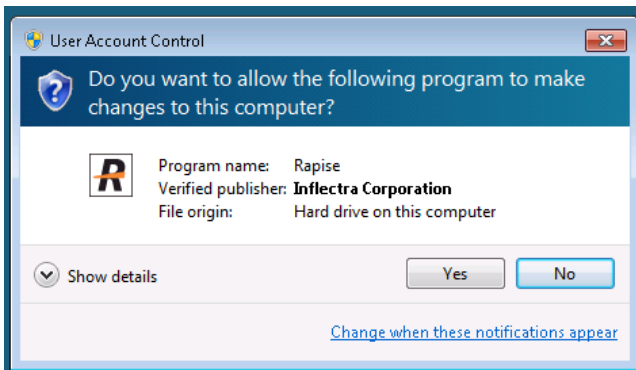 User Account Control
Do you want to allow the following program to make
changes to this computer?
Program name: Rapise
Verified publisher: Inflectra Corporation
File origin: Hard drive on this computer
Show details
Yes
No
Change when these notifications appear